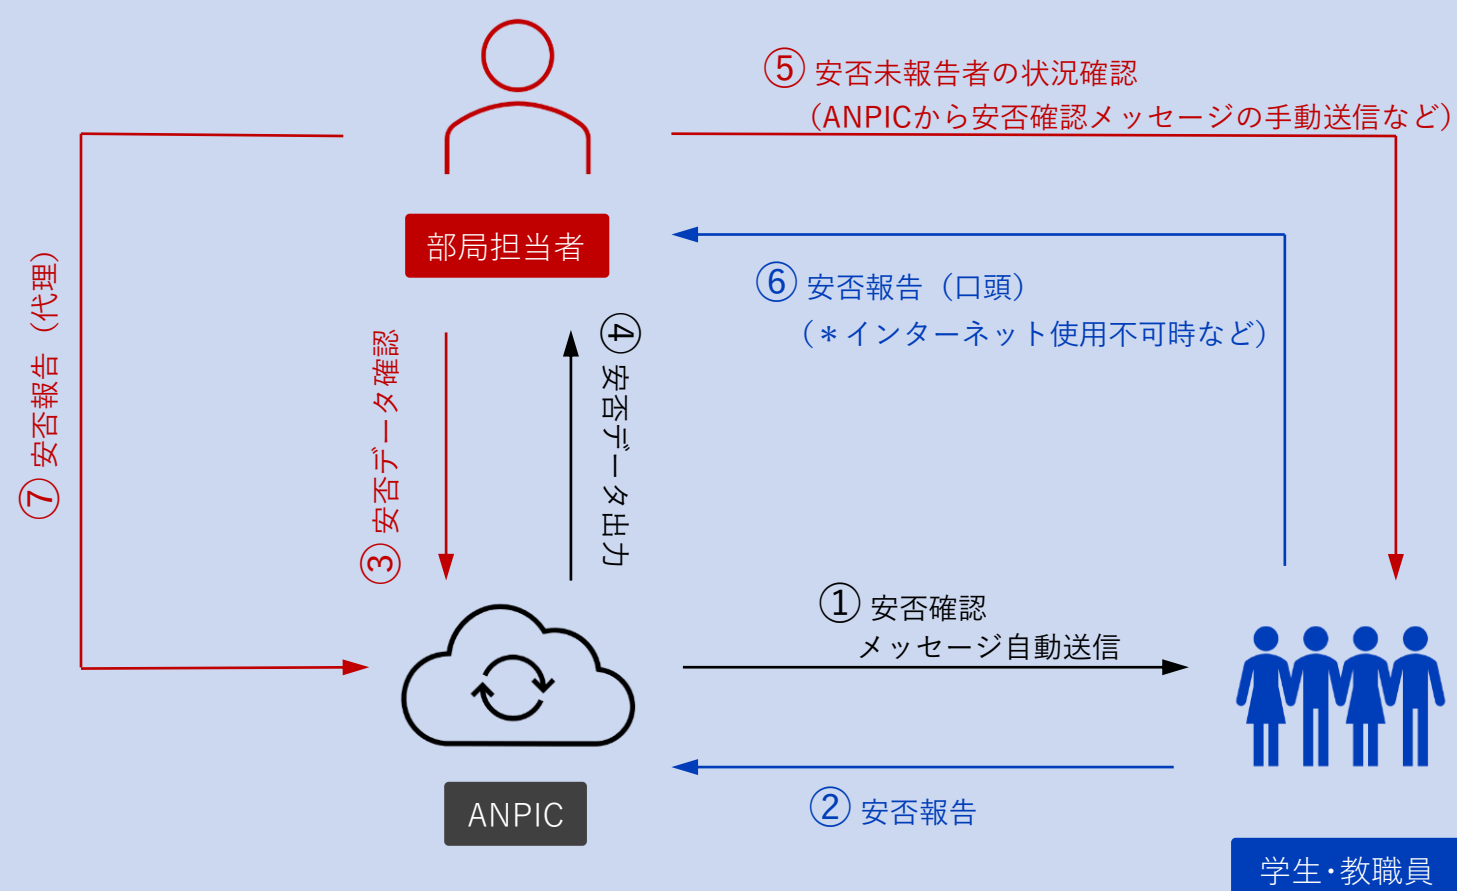 ⑤ 安否未報告者の状況確認
（ANPICから安否確認メッセージの手動送信など）
部局担当者
⑥ 安否報告（口頭）
（＊インターネット使用不可時など）
⑦ 安否報告（代理）
③ 安否データ確認
④ 安否データ出力
① 安否確認
メッセージ自動送信
② 安否報告
ANPIC
学生・教職員